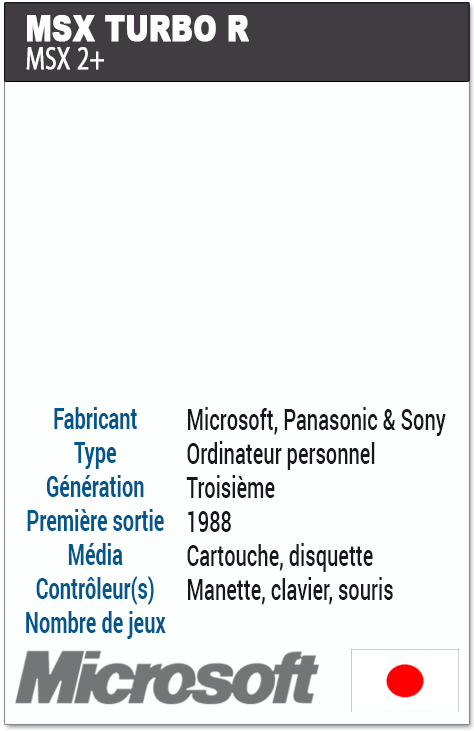 MSX TURBO R
MSX 2+
Fabricant Microsoft, Panasonic & Sony
Type Ordinateur personnel
Génération Troisième
Première sortie 1988
Média Cartouche, disquette
Contrôleur(s) Manette, clavier, souris
Nombre de jeux
Microsoft